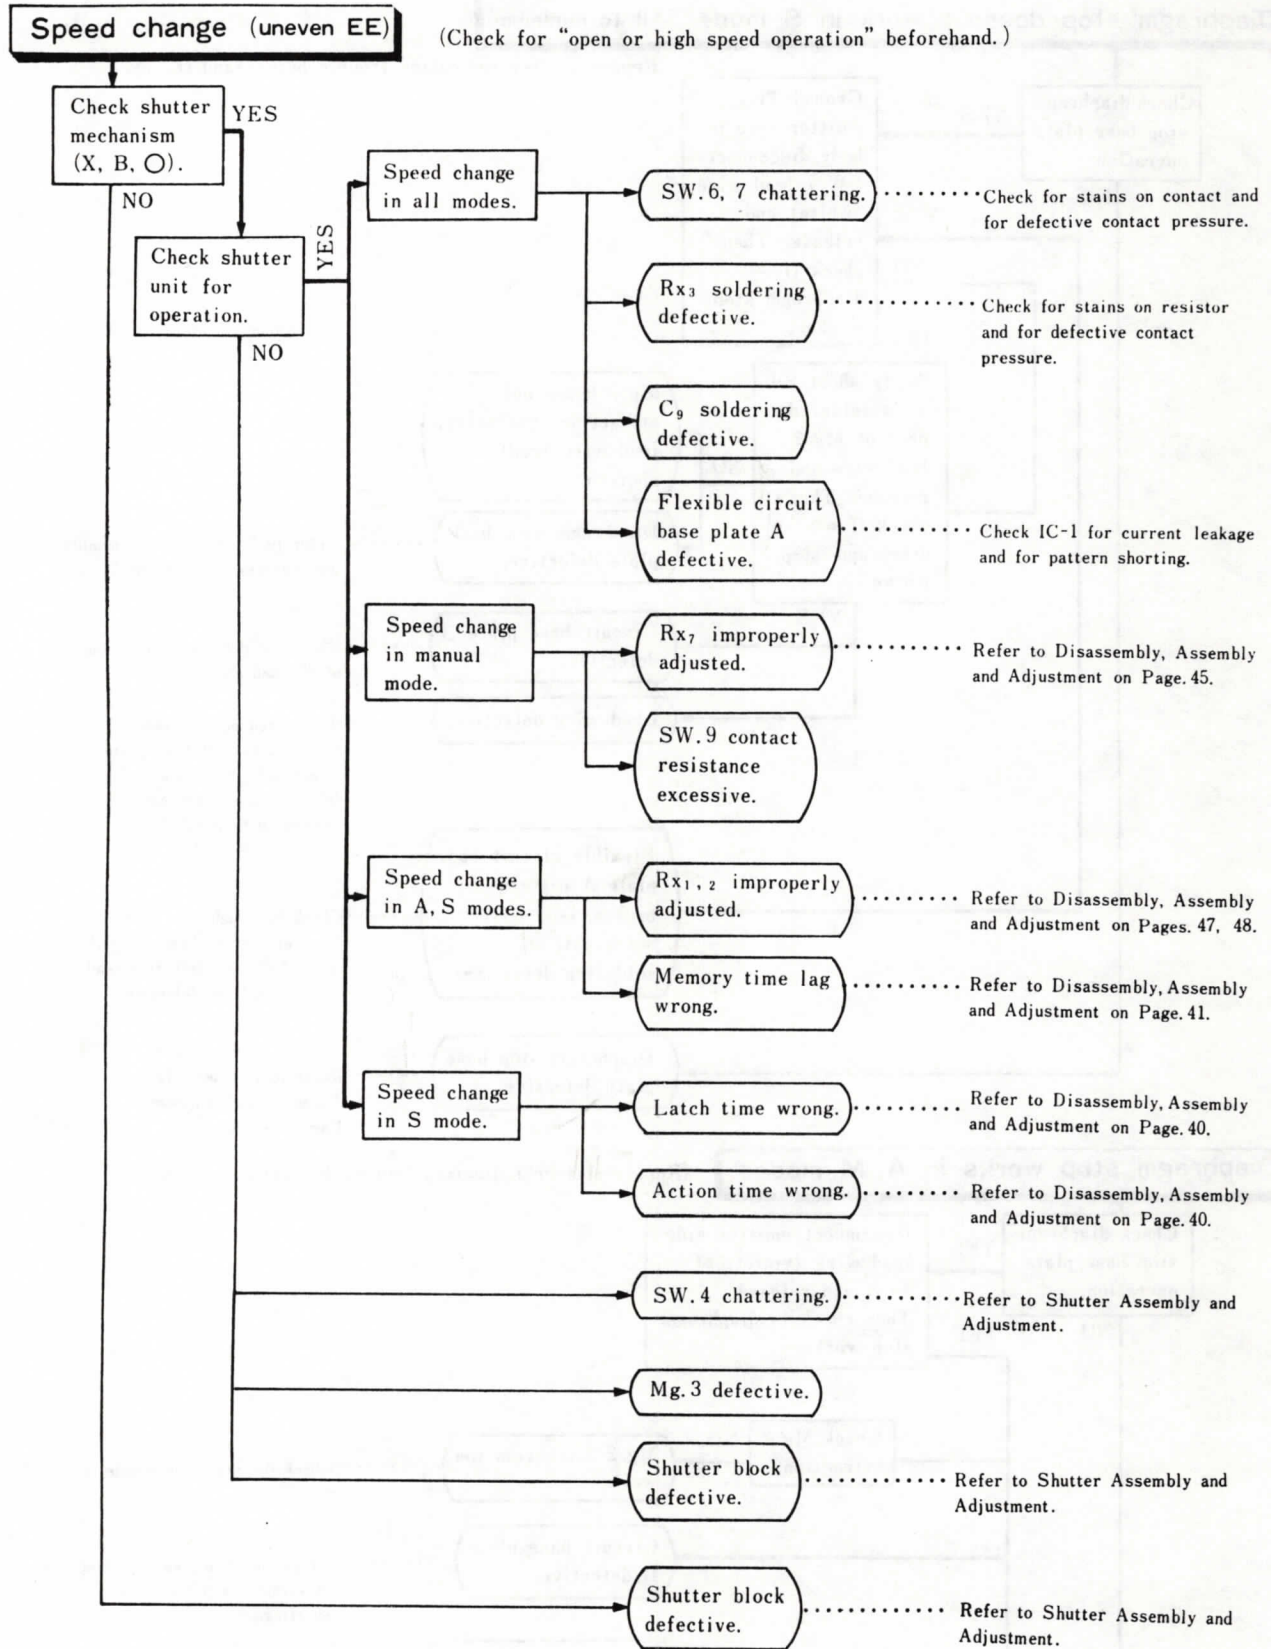 Speed change (uneven EE)
(Check for “open or high speed operation” beforehand.)
Check shutter
mechanism
(X, B, ○).
YES
NO
Check shutter
unit for
operation.
YES
NO
Speed change
in all modes.
SW.6, 7 chattering.
Check for stains on contact and
for defective contact pressure.
Rx₃ soldering
defective.
Check for stains on resistor
and for defective contact
pressure.
C₉ soldering
defective.
Flexible circuit
base plate A
defective.
Check IC-1 for current leakage
and for pattern shorting.
Speed change
in manual
mode.
Rx₇ improperly
adjusted.
Refer to Disassembly, Assembly
and Adjustment on Page. 45.
SW.9 contact
resistance
excessive.
Speed change
in A, S modes.
Rx₁, ₂ improperly
adjusted.
Refer to Disassembly, Assembly
and Adjustment on Pages. 47, 48.
Memory time lag
wrong.
Refer to Disassembly, Assembly
and Adjustment on Page. 41.
Speed change
in S mode.
Latch time wrong.
Refer to Disassembly, Assembly
and Adjustment on Page. 40.
Action time wrong.
Refer to Disassembly, Assembly
and Adjustment on Page. 40.
SW.4 chattering.
Refer to Shutter Assembly and
Adjustment.
Mg.3 defective.
Shutter block
defective.
Refer to Shutter Assembly and
Adjustment.
Shutter block
defective.
Refer to Shutter Assembly and
Adjustment.